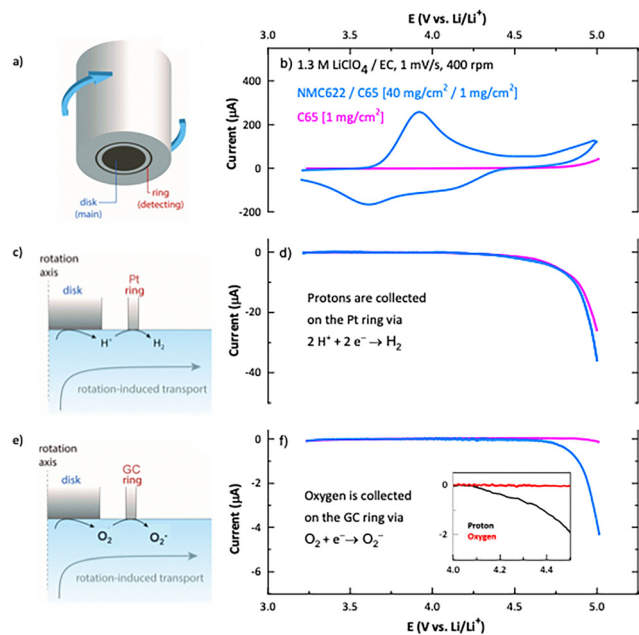 E (V vs. Li/Li⁺)
3.0 3.5 4.0 4.5 5.0
a)
disk
(main)
ring
(detecting)
b) 1.3 M LiClO₄ / EC, 1 mV/s, 400 rpm
NMC622 / C65 [40 mg/cm² / 1 mg/cm²]
C65 [1 mg/cm²]
Current (µA)
400
200
0
-200
c)
rotation
axis
disk
Pt
ring
H⁺
H₂
rotation-induced transport
d)
Protons are collected
on the Pt ring via
2 H⁺ + 2 e⁻ → H₂
Current (µA)
0
-20
-40
e)
rotation
axis
disk
GC
ring
O₂
O₂⁻
rotation-induced transport
f)
Oxygen is collected
on the GC ring via
O₂ + e⁻→ O₂⁻
Current (µA)
0
-2
-4
-6
0
-2
Proton
Oxygen
4.0 4.2 4.4
3.0 3.5 4.0 4.5 5.0
E (V vs. Li/Li⁺)